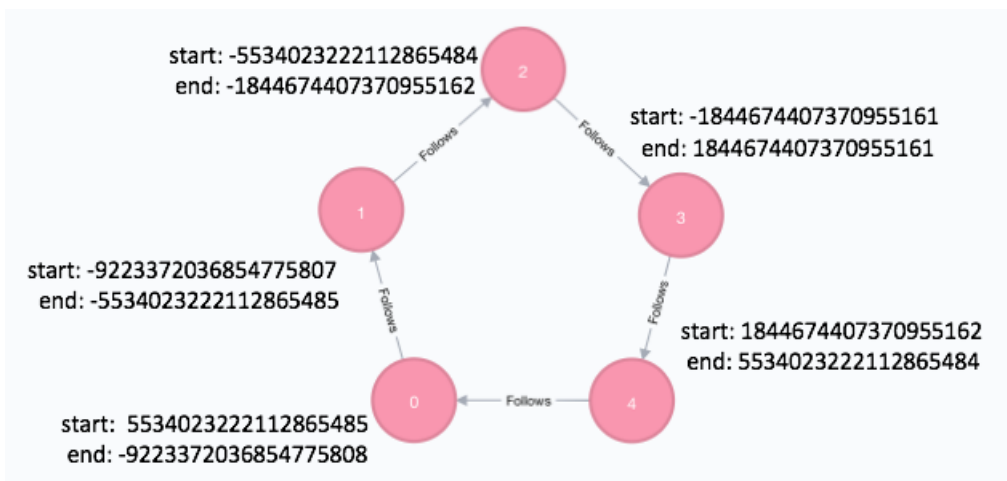 start: -5534023222112865484
end: -1844674407370955162
2
start: -1844674407370955161
end: 1844674407370955161
Follows
Follows
1
3
start: -9223372036854775807
end: -5534023222112865485
Follows
Follows
start: 1844674407370955162
end: 5534023222112865484
0
Follows
4
start: 5534023222112865485
end: -9223372036854775808